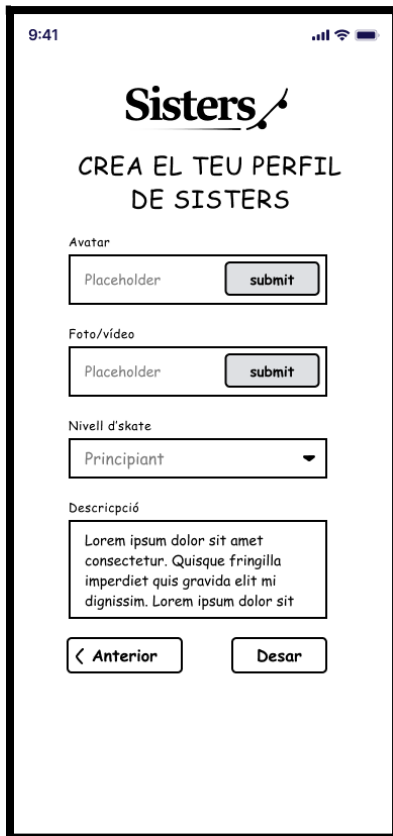 9:41
Sisters
CREA EL TEU PERFIL
DE SISTERS
Avatar
Placeholder submit
Foto/vídeo
Placeholder submit
Nivell d'skate
Principiant
Descricpció
Lorem ipsum dolor sit amet
consectetur. Quisque fringilla
imperdiet quis gravida elit mi
dignissim. Lorem ipsum dolor sit
Anterior Desar